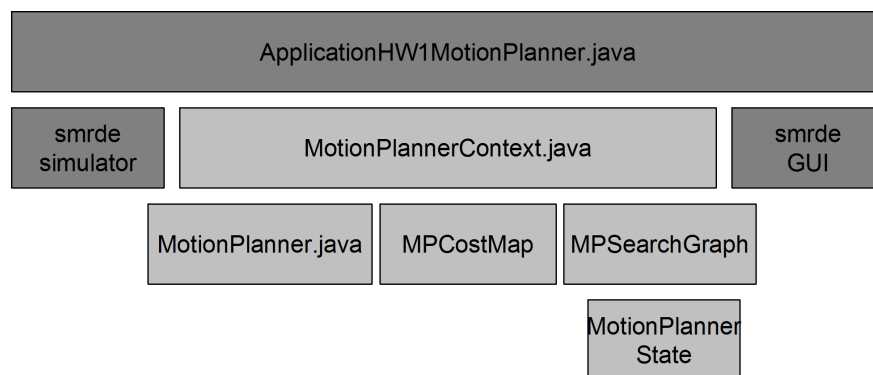 ApplicationHW1MotionPlanner.java
smrde
simulator
MotionPlannerContext.java
smrde
GUI
MotionPlanner.java
MPCostMap
MPSearchGraph
MotionPlanner
State